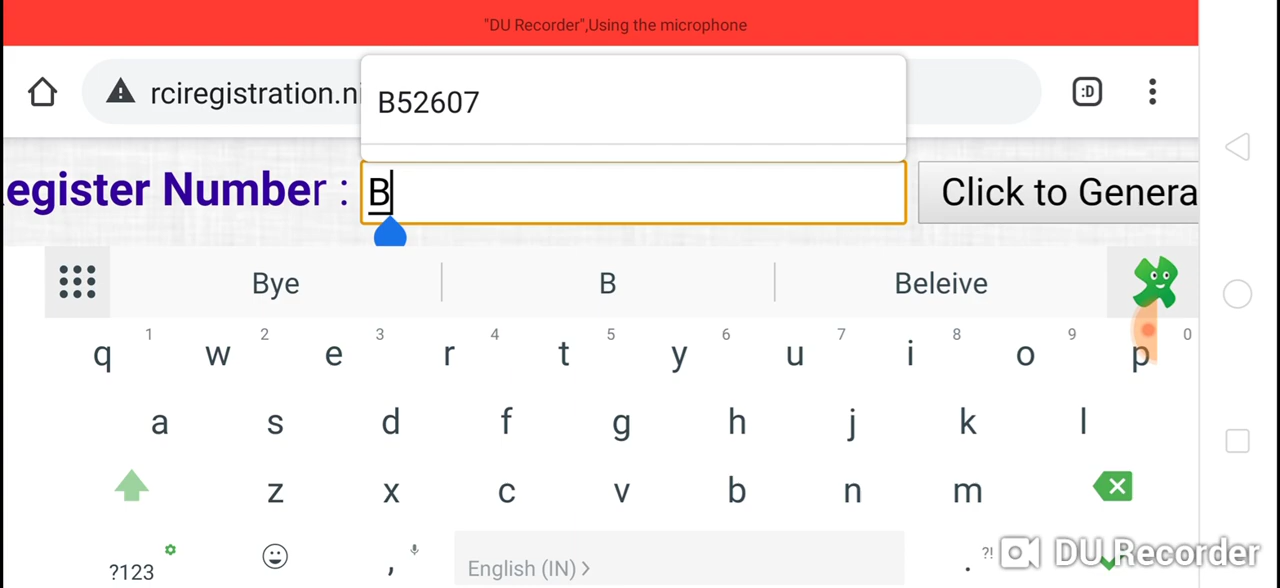 "DU Recorder",Using the microphone
rciregistration.ni
:D
B52607
egister Number :
B
Click to Genera
Bye
B
Beleive
1 2 3 4 5 6 7 8 9 0
q w e r t y u i o p
a s d f g h j k l
z x c v b n m
?123
,
English (IN)
.
?!
DU Recorder